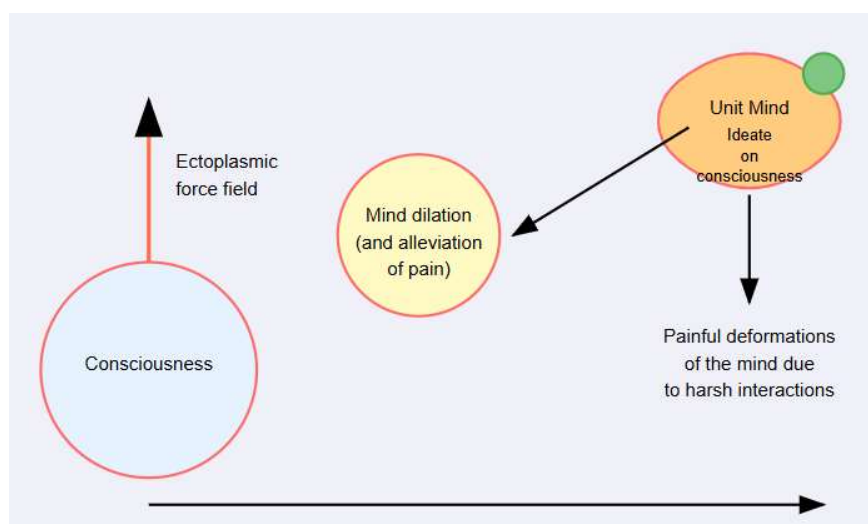 Unit Mind
Ideate
on
consciousness
Ectoplasmic
force field
Mind dilation
(and alleviation
of pain)
Painful deformations
of the mind due
to harsh interactions
Consciousness